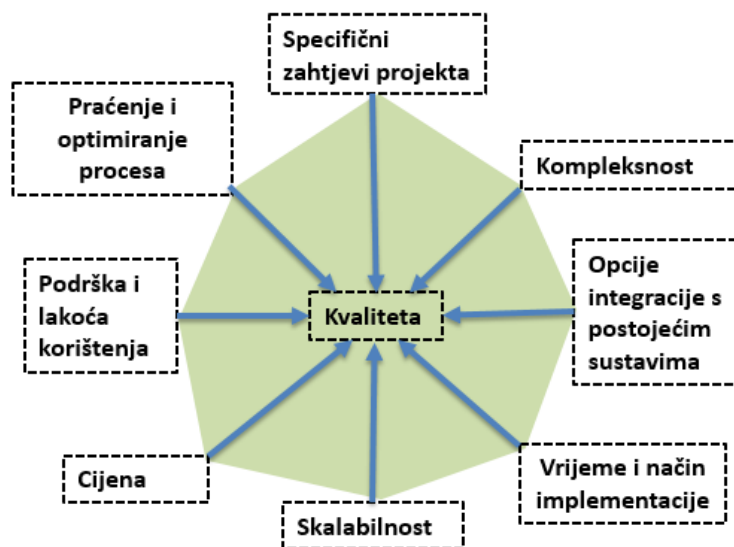 Specifični
zahtjevi projekta
Praćenje i
optimiranje
procesa
Kompleksnost
Podrška i
lakoća
korištenja
Kvaliteta
Opcije
integracije s
postojećim
sustavima
Cijena
Vrijeme i način
implementacije
Skalabilnost